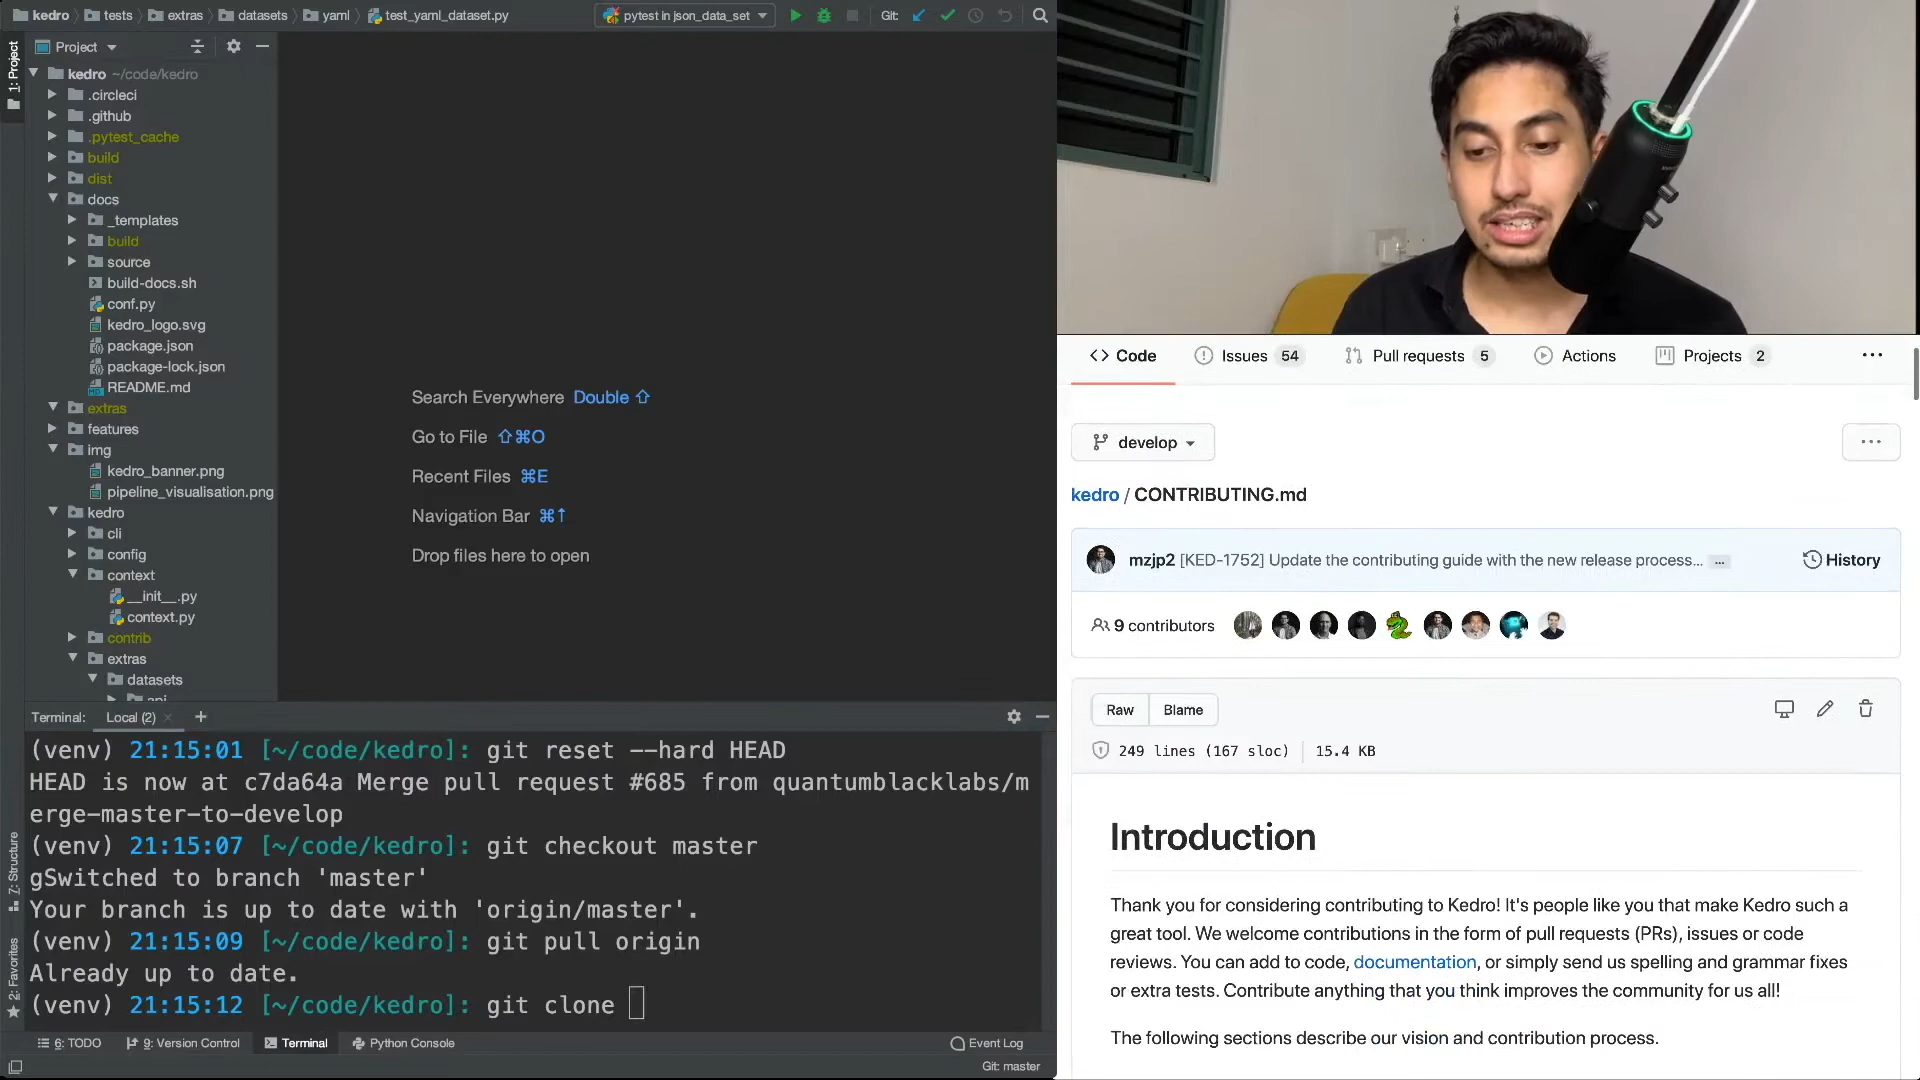 kedro tests extras datasets yaml test_yaml_dataset.py
pytest in json_data_set
Git:
Project
1: Project
kedro ~/code/kedro
.circleci
.github
.pytest_cache
build
dist
docs
_templates
build
source
build-docs.sh
conf.py
kedro_logo.svg
package.json
package-lock.json
README.md
extras
features
img
kedro_banner.png
pipeline_visualisation.png
kedro
cli
config
context
__init__.py
context.py
contrib
extras
datasets
api
Search Everywhere Double ⇧
Go to File ⇧⌘O
Recent Files ⌘E
Navigation Bar ⌘↑
Drop files here to open
Terminal: Local (2) × +
(venv) 21:15:01 [~/code/kedro]: git reset --hard HEAD
HEAD is now at c7da64a Merge pull request #685 from quantumblacklabs/m
erge-master-to-develop
(venv) 21:15:07 [~/code/kedro]: git checkout master
gSwitched to branch 'master'
Your branch is up to date with 'origin/master'.
(venv) 21:15:09 [~/code/kedro]: git pull origin
Already up to date.
(venv) 21:15:12 [~/code/kedro]: git clone
7: Structure
2: Favorites
6: TODO 9: Version Control Terminal Python Console Event Log
Git: master
Code Issues 54 Pull requests 5 Actions Projects 2 ...
develop ...
kedro / CONTRIBUTING.md
mzjp2 [KED-1752] Update the contributing guide with the new release process... ... History
9 contributors
Raw Blame
249 lines (167 sloc) 15.4 KB
Introduction
Thank you for considering contributing to Kedro! It's people like you that make Kedro such a
great tool. We welcome contributions in the form of pull requests (PRs), issues or code
reviews. You can add to code, documentation, or simply send us spelling and grammar fixes
or extra tests. Contribute anything that you think improves the community for us all!
The following sections describe our vision and contribution process.